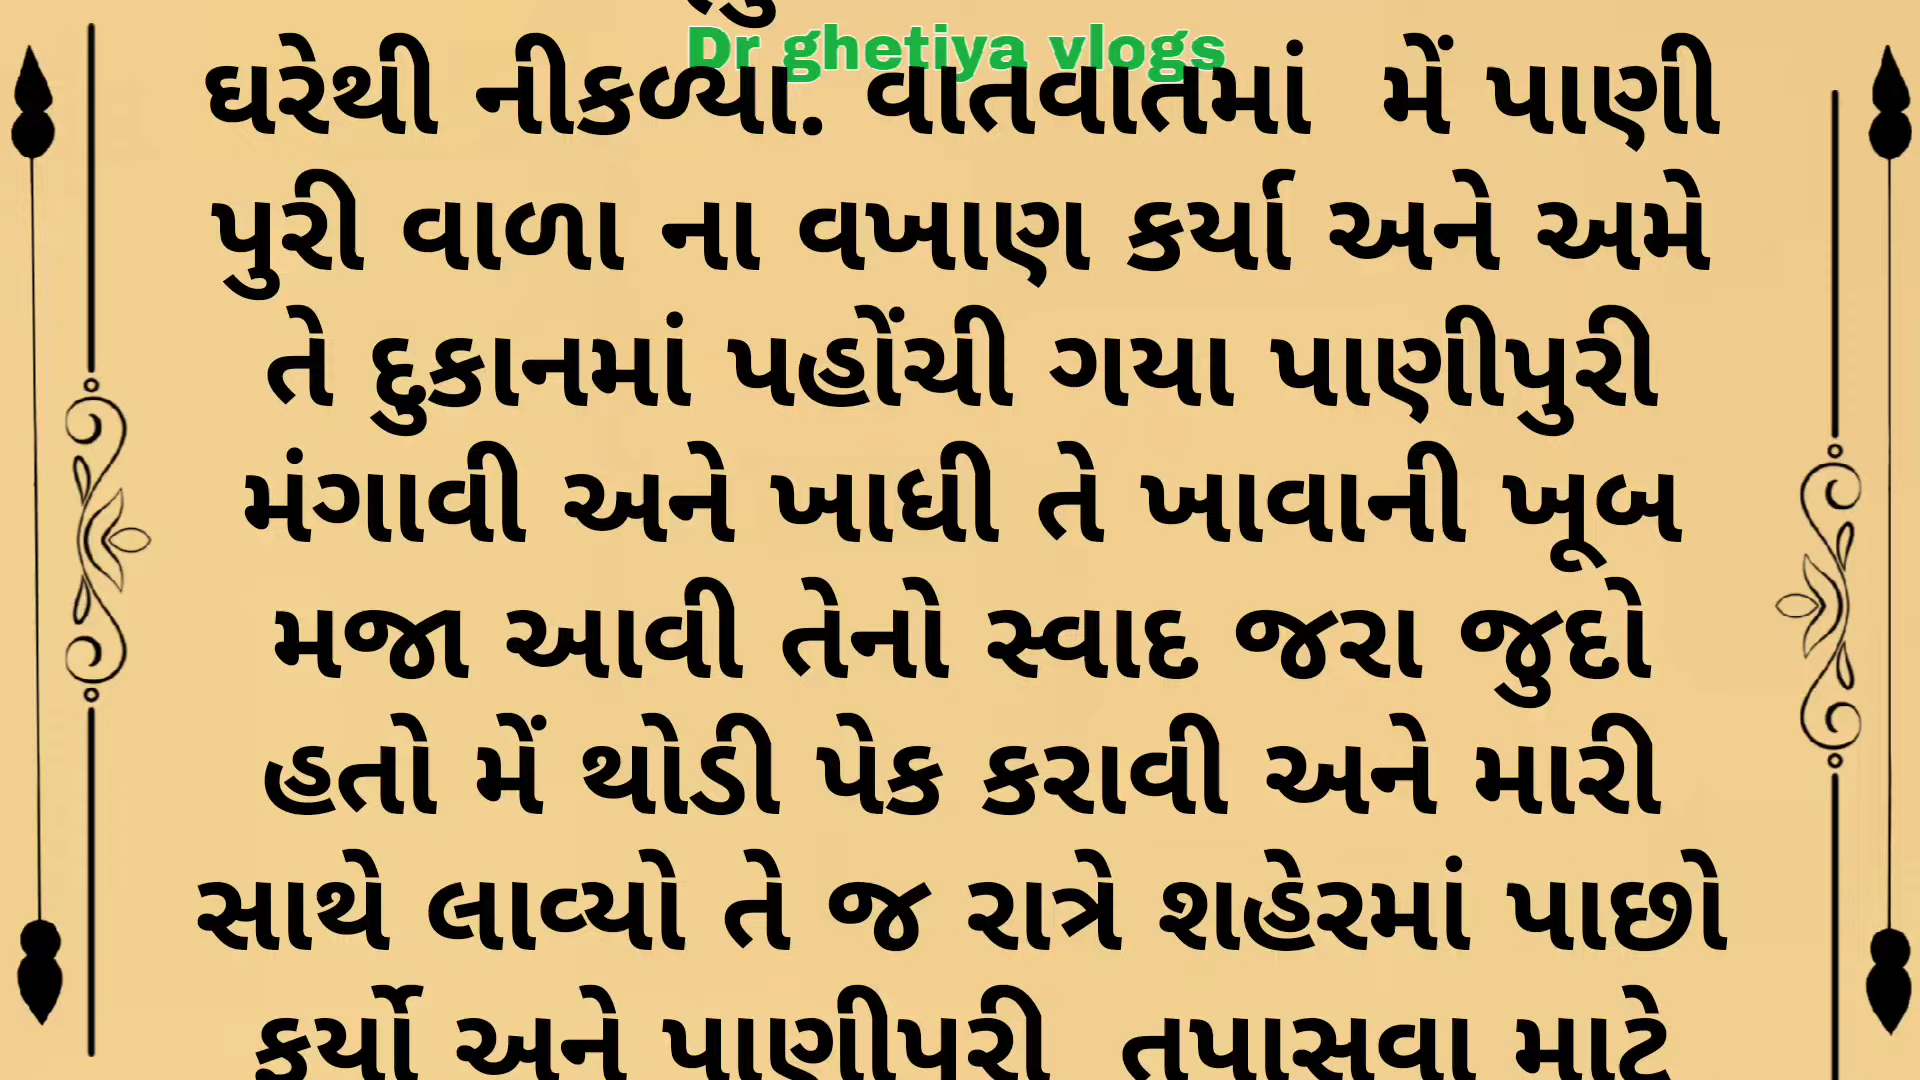 Dr ghetiya vlogs
ઘરેથી નીકળ્યા. વાતવાતમાં મેં પાણી
પુરી વાળા ના વખાણ કર્યા અને અમે
તે દુકાનમાં પહોંચી ગયા પાણીપુરી
મંગાવી અને ખાધી તે ખાવાની ખૂબ
મજા આવી તેનો સ્વાદ જરા જુદો
હતો મેં થોડી પેક કરાવી અને મારી
સાથે લાવ્યો તે જ રાત્રે શહેરમાં પાછો
ફર્યો અને પાણીપુરી તપાસવા માટે